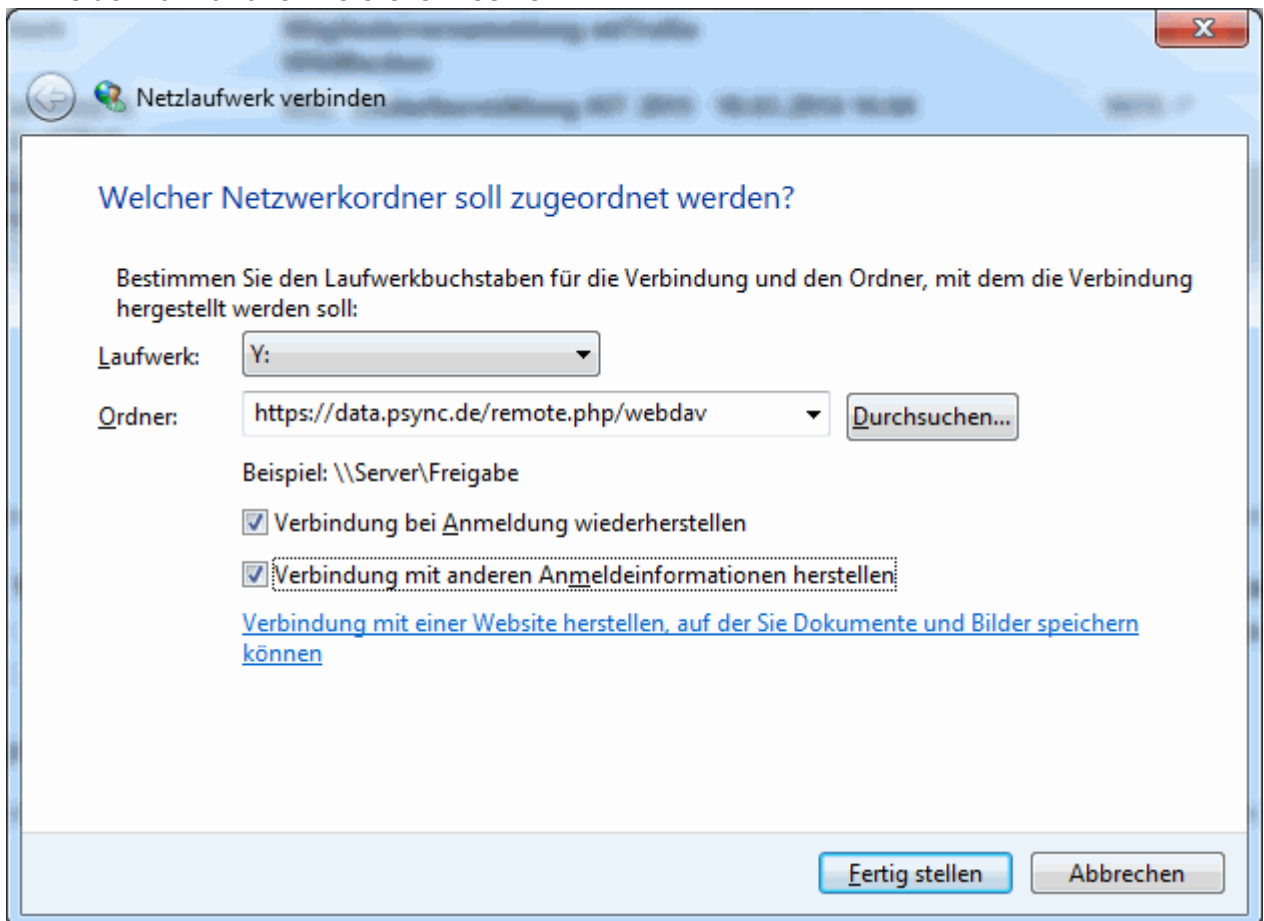 Netzlaufwerk verbinden
Welcher Netzwerkordner soll zugeordnet werden?
Bestimmen Sie den Laufwerkbuchstaben für die Verbindung und den Ordner, mit dem die Verbindung
hergestellt werden soll:
Laufwerk: Y:
Ordner: https://data.psync.de/remote.php/webdav Durchsuchen...
Beispiel: \\Server\Freigabe
Verbindung bei Anmeldung wiederherstellen
Verbindung mit anderen Anmeldeinformationen herstellen
Verbindung mit einer Website herstellen, auf der Sie Dokumente und Bilder speichern
können
Fertig stellen Abbrechen